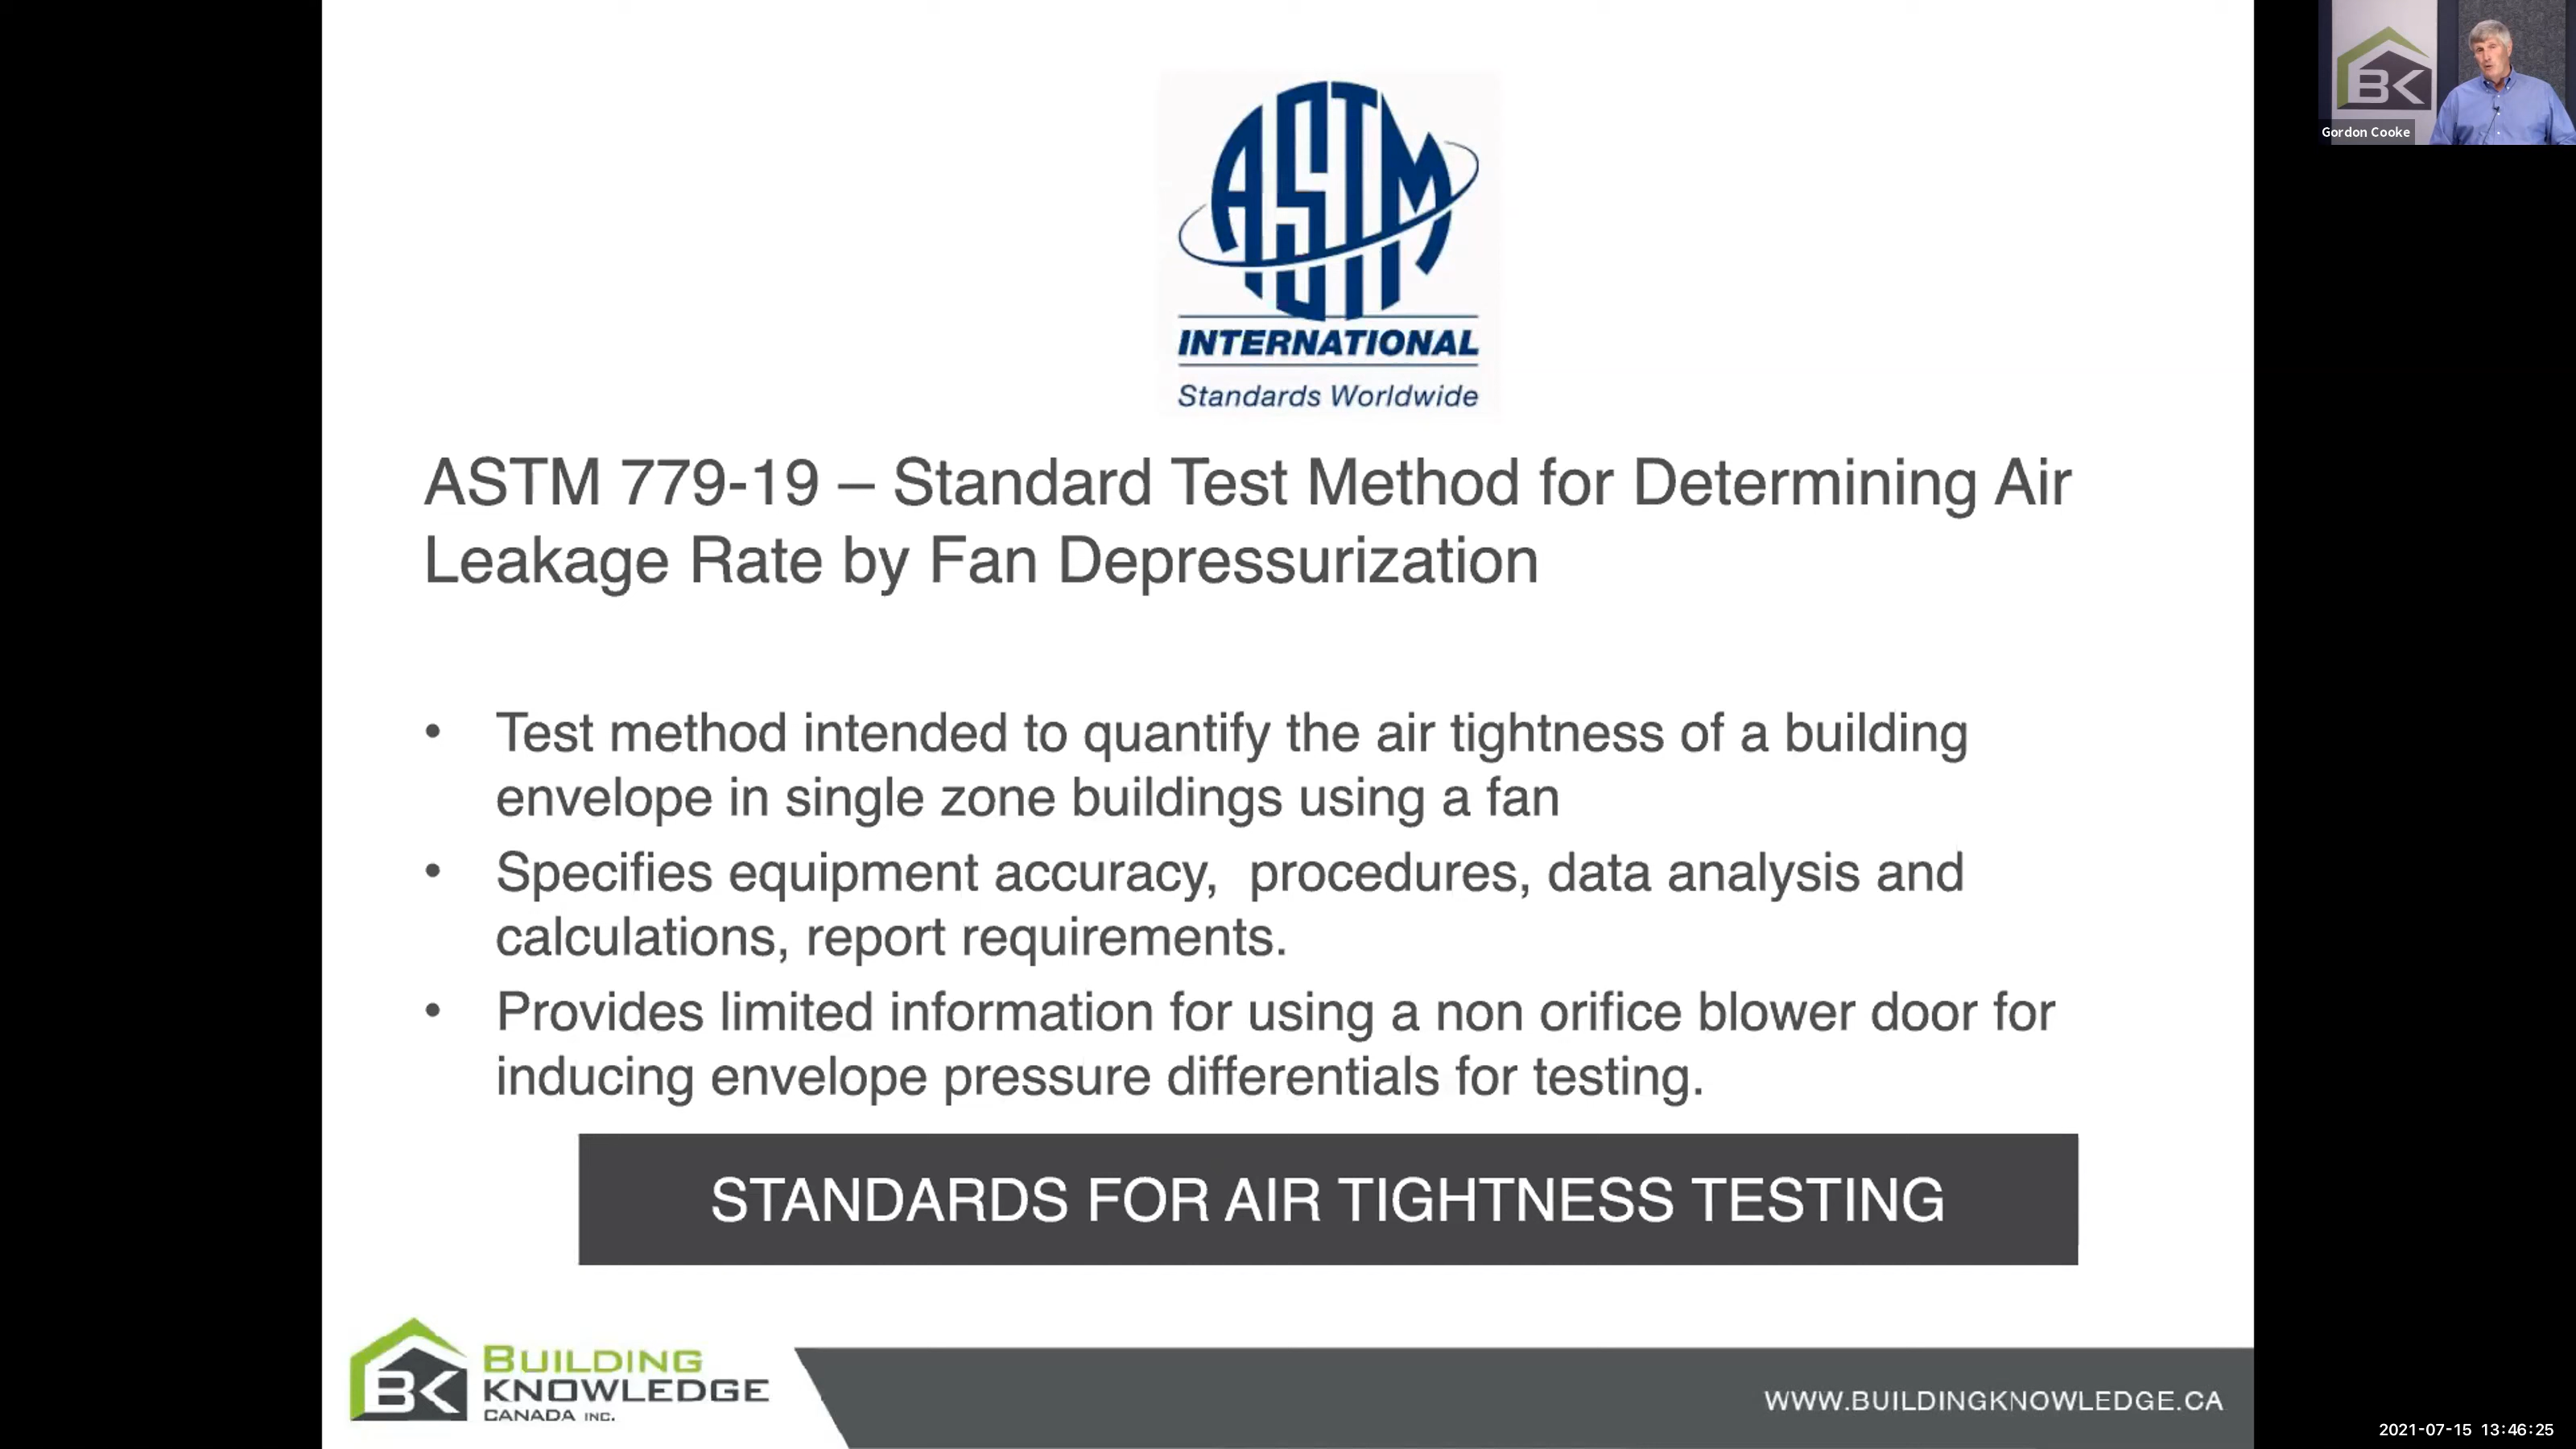 ASTM
INTERNATIONAL
Standards Worldwide
BK
Gordon Cooke
ASTM 779-19 – Standard Test Method for Determining Air
Leakage Rate by Fan Depressurization
• Test method intended to quantify the air tightness of a building
envelope in single zone buildings using a fan
• Specifies equipment accuracy,  procedures, data analysis and
calculations, report requirements.
• Provides limited information for using a non orifice blower door for
inducing envelope pressure differentials for testing.
STANDARDS FOR AIR TIGHTNESS TESTING
BK
BUILDING
KNOWLEDGE
CANADA INC.
WWW.BUILDINGKNOWLEDGE.CA
2021-07-15 13:46:25